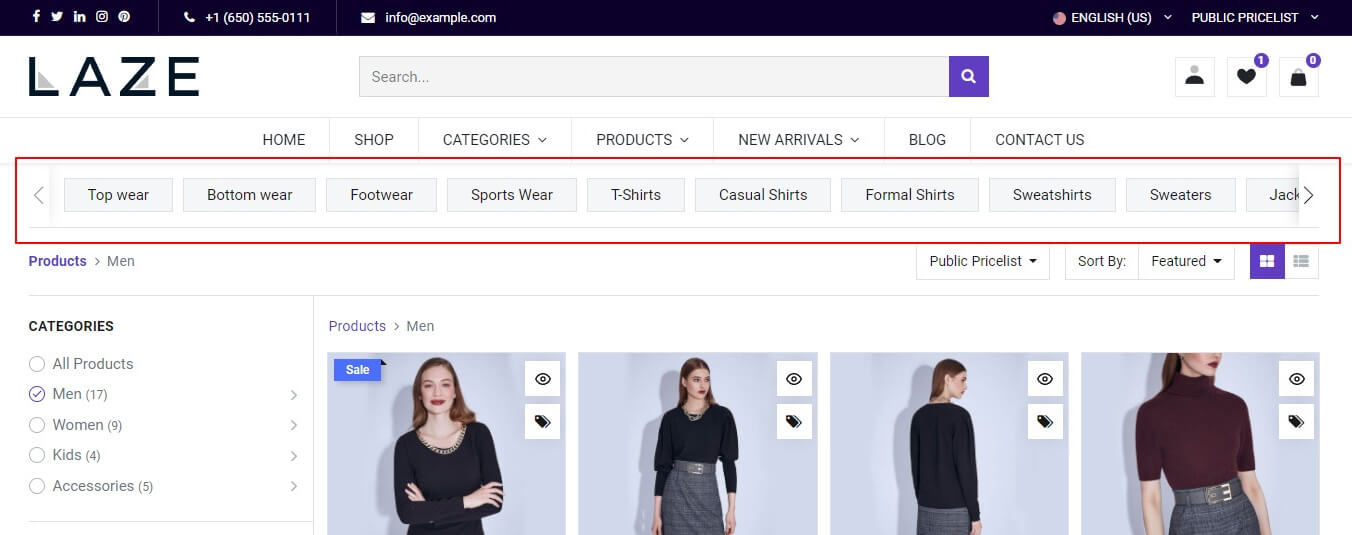 +1 (650) 555-0111 info@example.com ENGLISH (US) PUBLIC PRICELIST
LAZE Search... 1 0
HOME SHOP CATEGORIES PRODUCTS NEW ARRIVALS BLOG CONTACT US
Top wear Bottom wear Footwear Sports Wear T-Shirts Casual Shirts Formal Shirts Sweatshirts Sweaters Jack
Products > Men Public Pricelist Sort By: Featured
CATEGORIES
Products > Men
All Products
Men (17)
Women (9)
Kids (4)
Accessories (5)
Sale